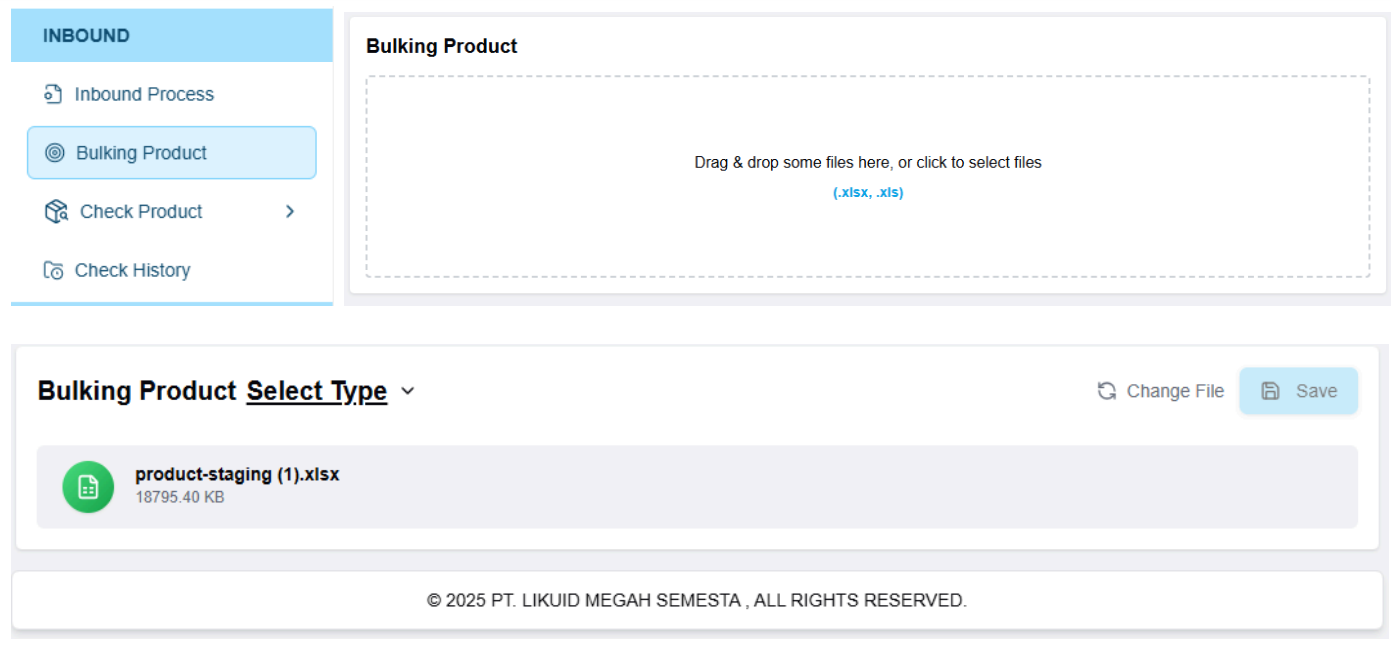 INBOUND
Inbound Process
Bulking Product
Check Product
Check History
Bulking Product
Drag & drop some files here, or click to select files
(.xlsx, .xls)
Bulking Product Select Type
Change File
Save
product-staging (1).xlsx
18795.40 KB
© 2025 PT. LIKUID MEGAH SEMESTA , ALL RIGHTS RESERVED.